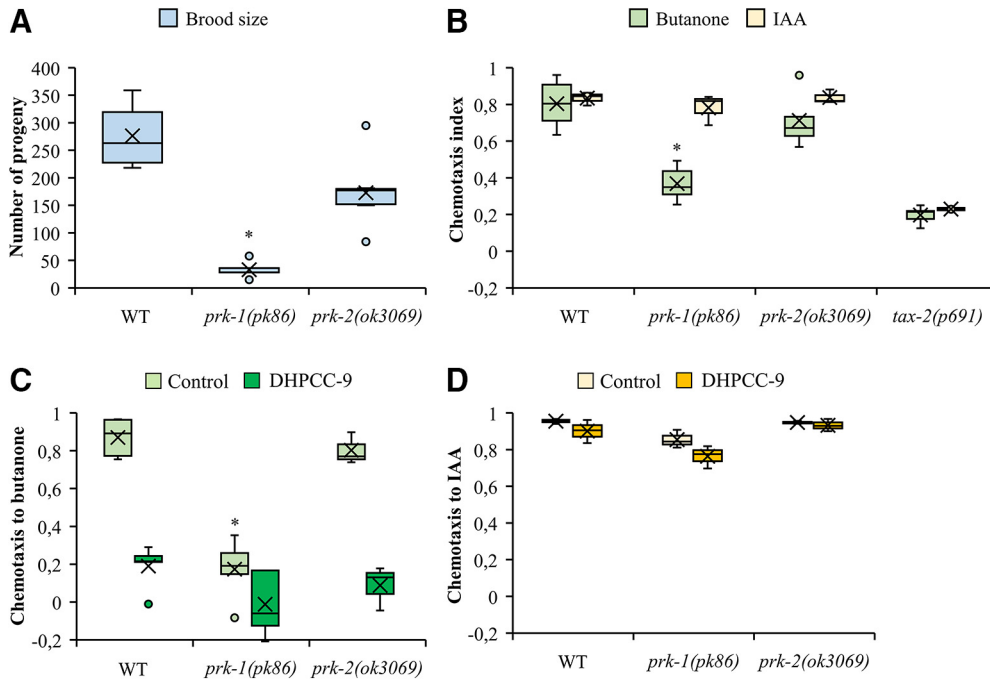 A
Brood size
Number of progeny
400
350
300
250
200
150
100
50
0
*
WT prk-1(pk86) prk-2(ok3069)
B
Butanone IAA
Chemotaxis index
1
0,8
0,6
0,4
0,2
0
-0,2
*
WT prk-1(pk86) prk-2(ok3069) tax-2(p691)
C
Control DHPCC-9
Chemotaxis to butanone
1
0,8
0,6
0,4
0,2
0
-0,2
*
WT prk-1(pk86) prk-2(ok3069)
D
Control DHPCC-9
Chemotaxis to IAA
1
0,8
0,6
0,4
0,2
0
-0,2
WT prk-1(pk86) prk-2(ok3069)